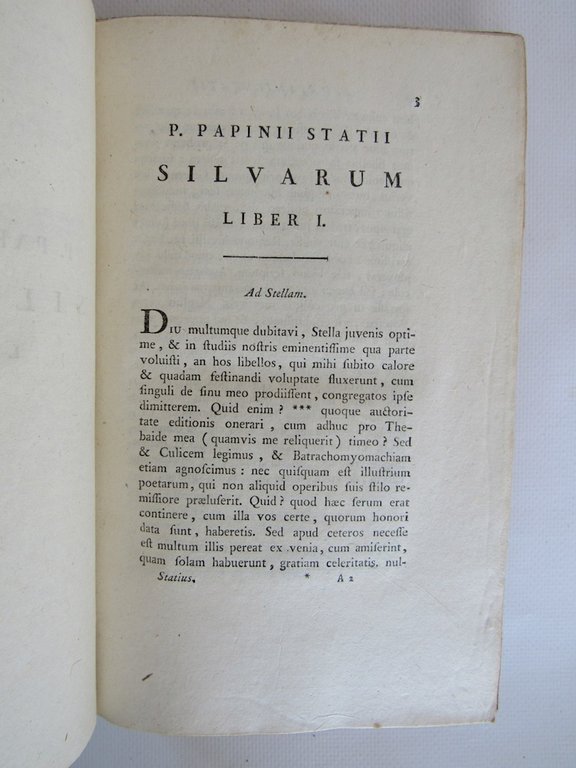 3
P. PAPINII STATII
SILVARUM
LIBER I.
Ad Stellam.
Diu multumque dubitavi, Stella juvenis opti-
me, & in ſtudiis noſtris eminentiſſime qua parte
voluiſti, an hos libellos, qui mihi ſubito calore
& quadam feſtinandi voluptate fluxerunt, cum
ſinguli de ſinu meo prodiiſſent, congregatos ipſe
dimitterem. Quid enim? *** quoque auctori-
tate editionis onerari, cum adhuc pro The-
baide mea (quamvis me reliquerit) timeo? Sed
& Culicem legimus, & Batrachomyomachiam
etiam agnoſcimus: nec quiſquam eſt illuſtrium
poetarum, qui non aliquid operibus ſuis ſtilo re-
miſſiore præluſerit. Quid? quod hæc ſerum erat
continere, cum illa vos certe, quorum honori
data ſunt, haberetis. Sed apud ceteros neceſſe
eſt multum illis pereat ex venia, cum amiſerint,
quam ſolam habuerunt, gratiam celeritatis. nul-
Statius. * A 2